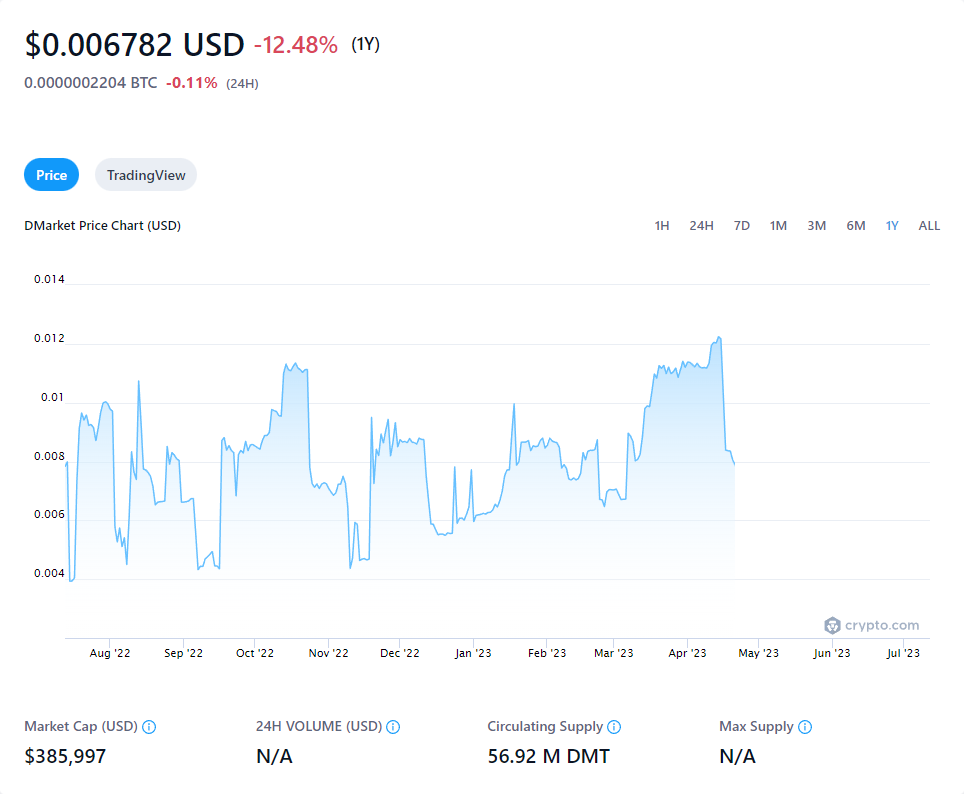 $0.006782 USD -12.48% (1Y)
0.0000002204 BTC -0.11% (24H)
Price TradingView
DMarket Price Chart (USD) 1H 24H 7D 1M 3M 6M 1Y ALL
0.014
0.012
0.01
0.008
0.006
0.004
crypto.com
Aug '22 Sep '22 Oct '22 Nov '22 Dec '22 Jan '23 Feb '23 Mar '23 Apr '23 May '23 Jun '23 Jul '23
Market Cap (USD) 24H VOLUME (USD) Circulating Supply Max Supply
$385,997 N/A 56.92 M DMT N/A